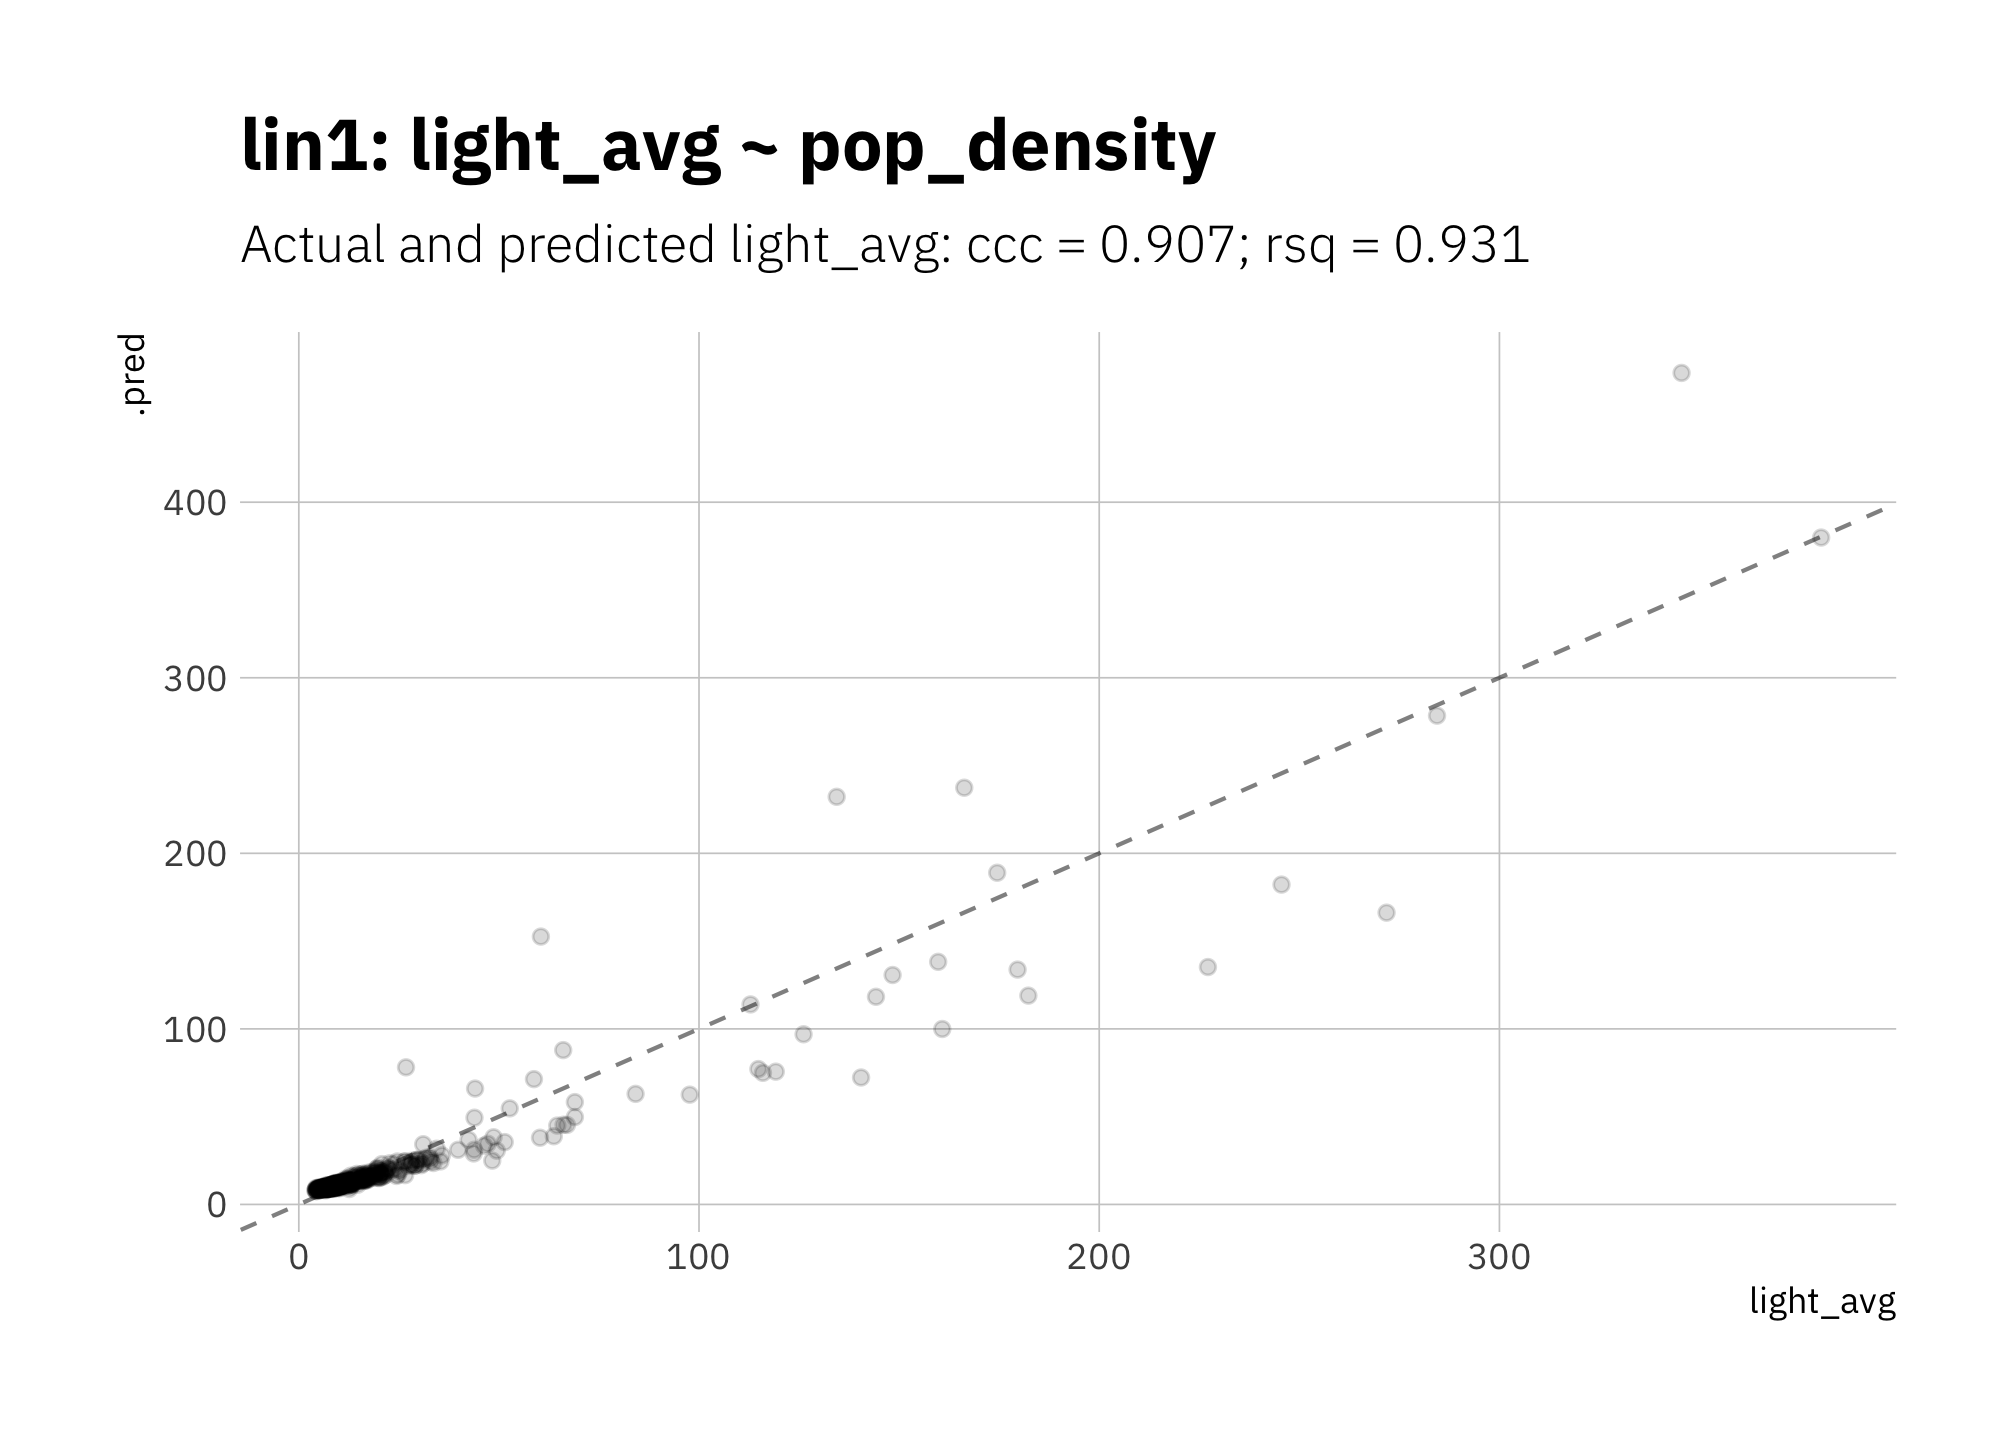 lin1: light_avg ~ pop_density
Actual and predicted light_avg: ccc = 0.907; rsq = 0.931
.pred
400
300
200
100
0
0 100 200 300
light_avg